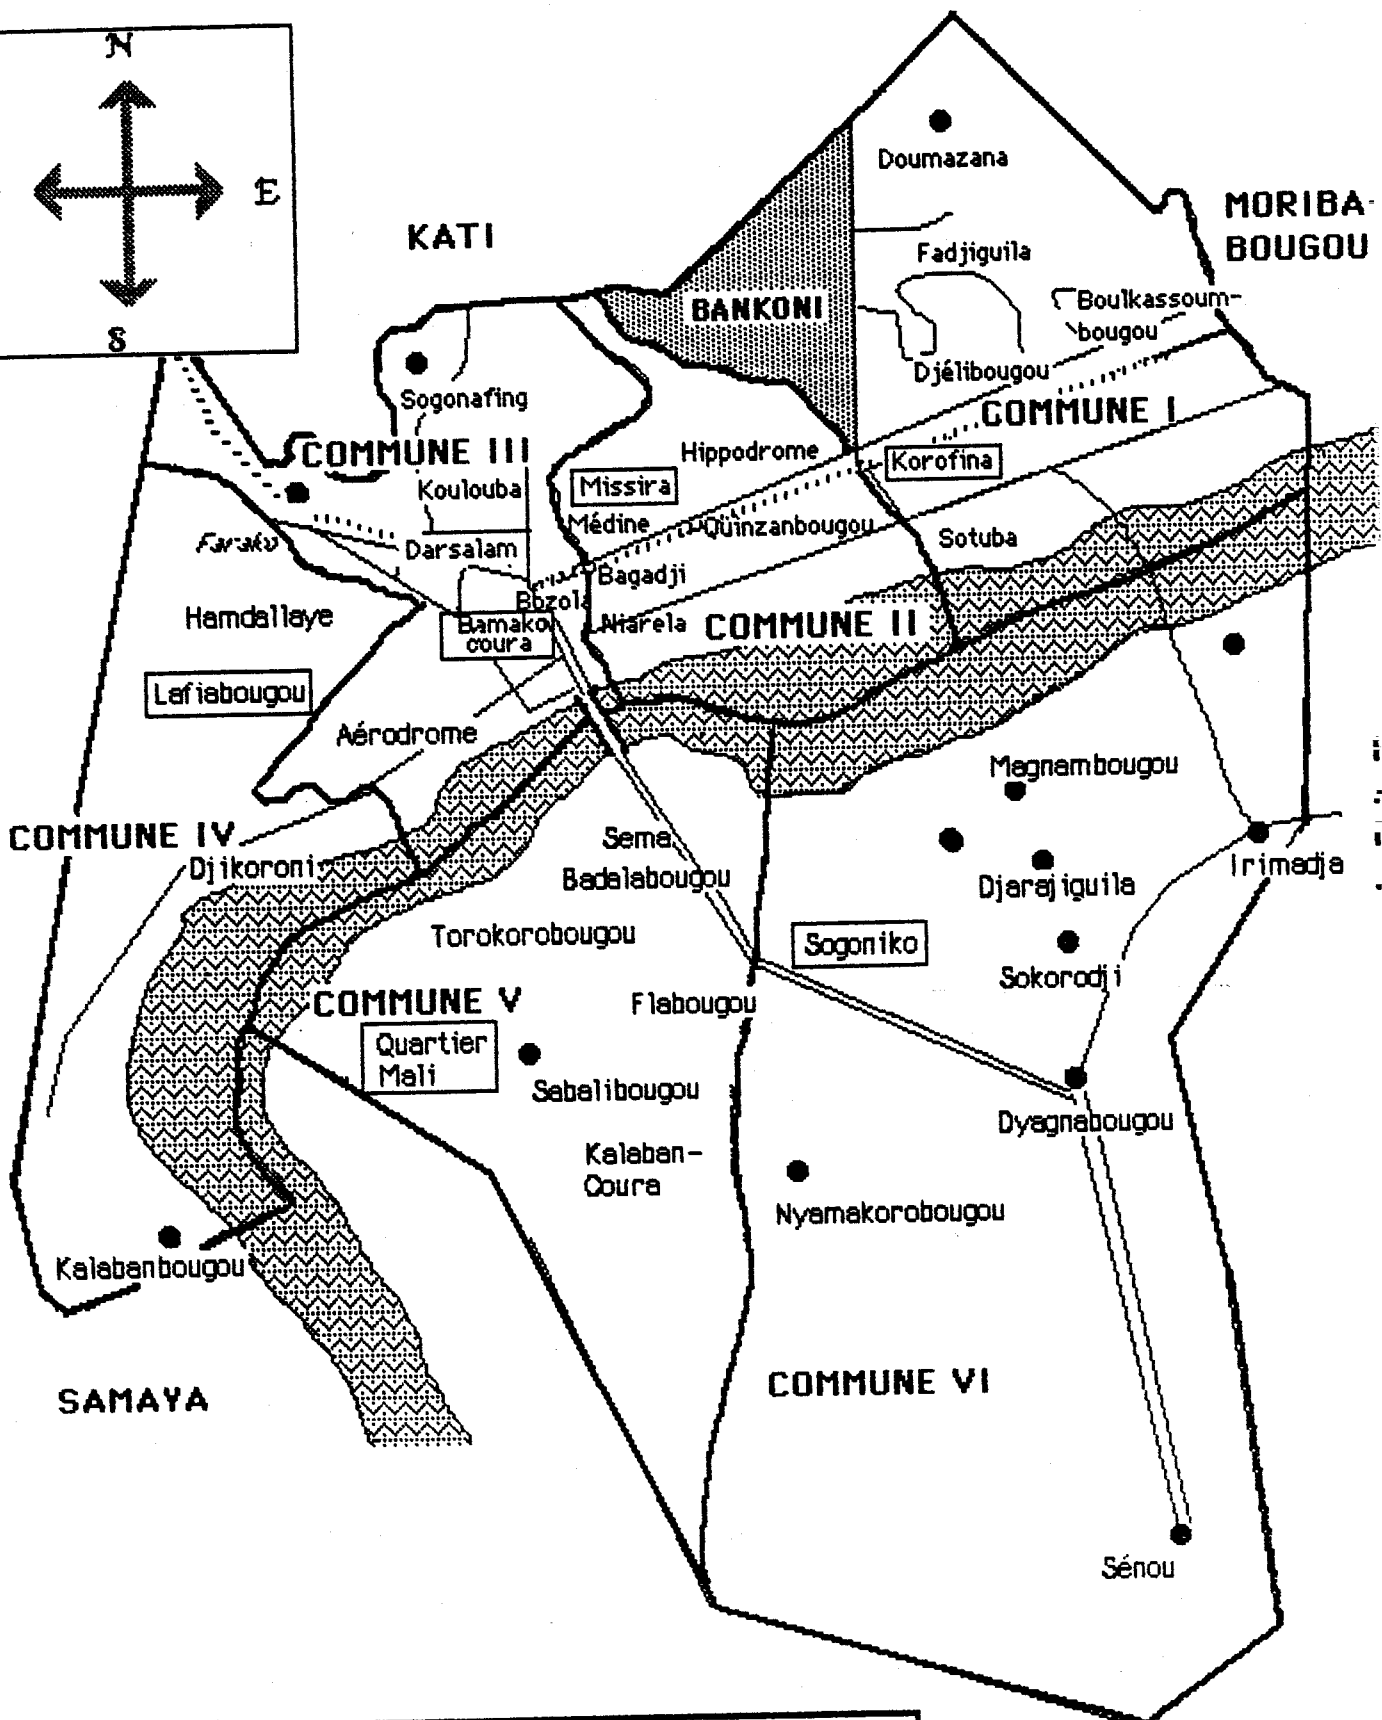 N
E
S
KATI
MORIBA-
BOUGOU
Doumazana
Fadjiguila
BANKONI
Boulkassoum-
bougou
Djélibougou
COMMUNE I
Sogonafing
COMMUNE III
Hippodrome
Korofina
Koulouba
Missira
Médine
Quinzanbougou
Sotuba
Farako
Darsalam
Bagadji
Bozola
Hamdallaye
Bamako
coura
Niarela
COMMUNE II
Lafiabougou
Aérodrome
Magnambougou
COMMUNE IV
Djikoroni
Sema
Badalabougou
Djarajiguila
Irimadja
Torokorobougou
Sogoniko
Sokorodji
COMMUNE V
Flabougou
Quartier
Mali
Sabalibougou
Dyagnabougou
Kalaban-
Coura
Nyamakorobougou
Kalabanbougou
SAMAYA
COMMUNE VI
Sénou